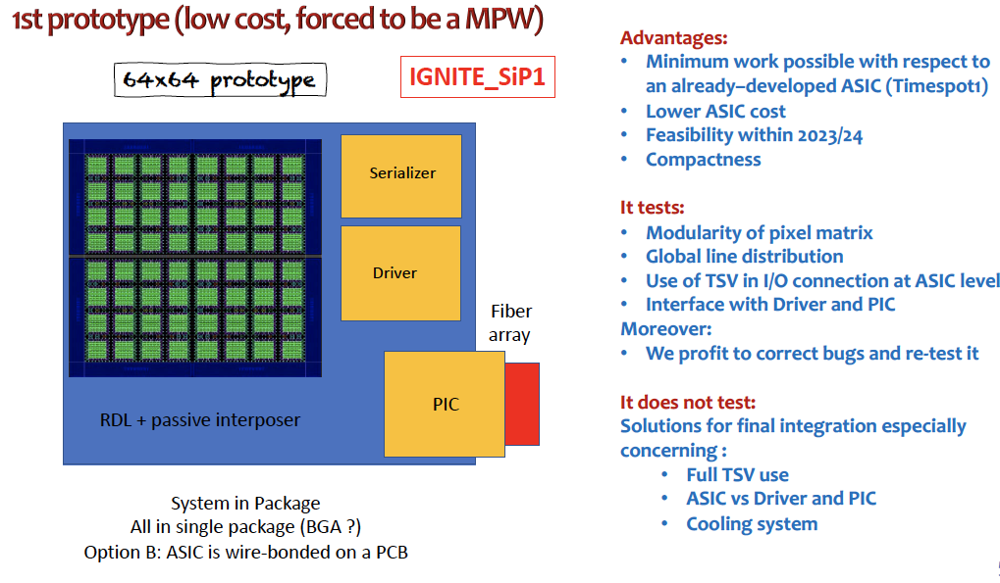 1st prototype (low cost, forced to be a MPW)
64x64 prototype
IGNITE_SiP1
Serializer
Driver
Fiber
array
PIC
RDL + passive interposer
System in Package
All in single package (BGA ?)
Option B: ASIC is wire-bonded on a PCB
Advantages:
• Minimum work possible with respect to
an already–developed ASIC (Timespot1)
• Lower ASIC cost
• Feasibility within 2023/24
• Compactness
It tests:
• Modularity of pixel matrix
• Global line distribution
• Use of TSV in I/O connection at ASIC level
• Interface with Driver and PIC
Moreover:
• We profit to correct bugs and re-test it
It does not test:
Solutions for final integration especially
concerning :
• Full TSV use
• ASIC vs Driver and PIC
• Cooling system